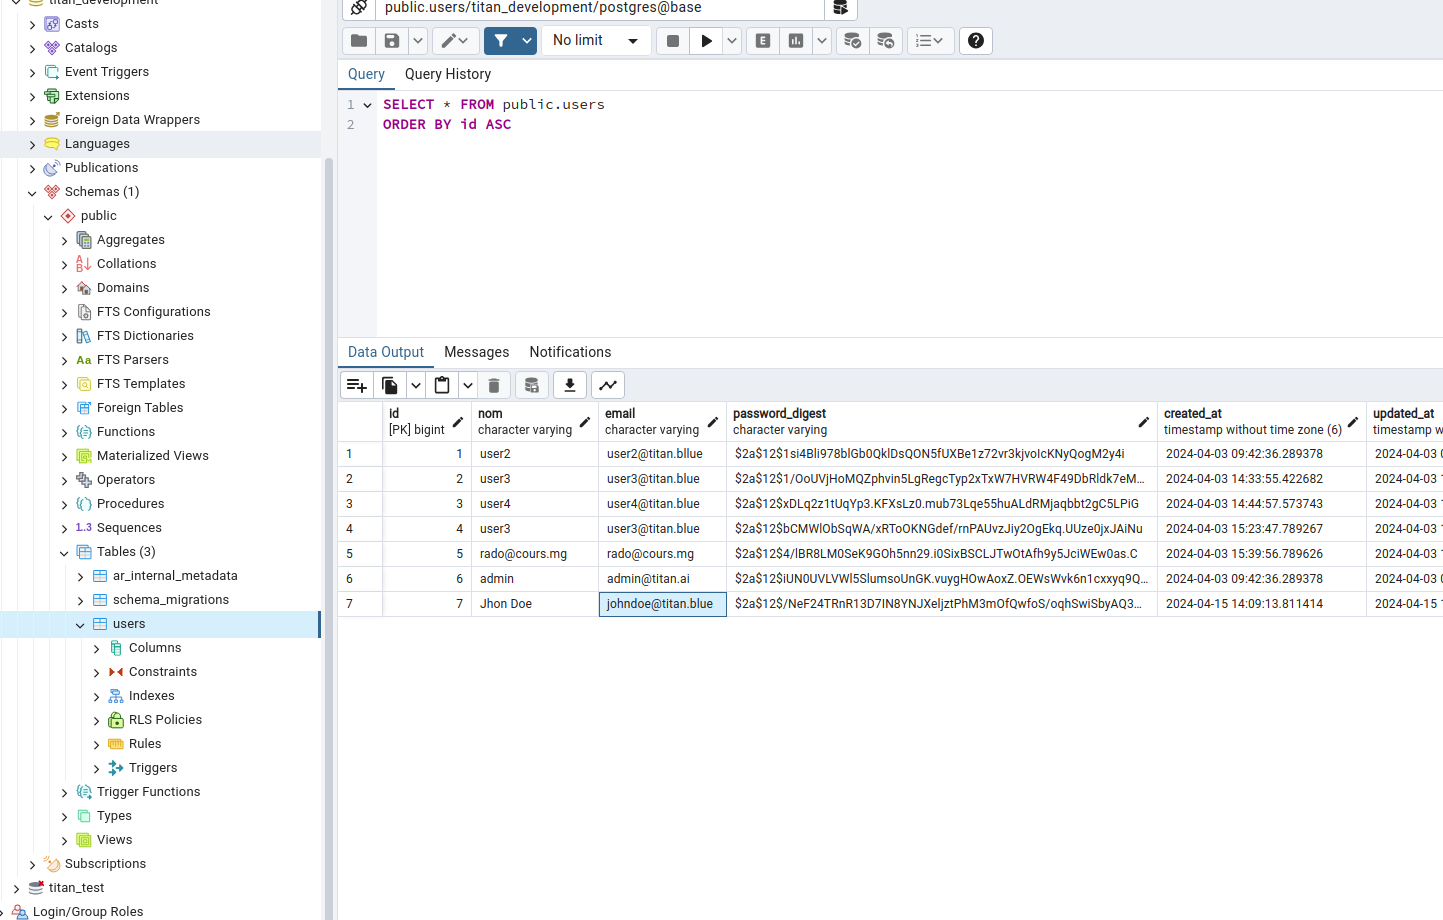 titan_development
Casts
Catalogs
Event Triggers
Extensions
Foreign Data Wrappers
Languages
Publications
Schemas (1)
public
Aggregates
Collations
Domains
FTS Configurations
FTS Dictionaries
Aa FTS Parsers
FTS Templates
Foreign Tables
Functions
Materialized Views
Operators
Procedures
1..3 Sequences
Tables (3)
ar_internal_metadata
schema_migrations
users
Columns
Constraints
Indexes
RLS Policies
Rules
Triggers
Trigger Functions
Types
Views
Subscriptions
titan_test
Login/Group Roles
public.users/titan_development/postgres@base
No limit
E
Query Query History
1 SELECT * FROM public.users
2 ORDER BY id ASC
Data Output Messages Notifications
id nom email password_digest created_at updated_at
[PK] bigint character varying character varying character varying timestamp without time zone (6) timestamp w
1 1 user2 user2@titan.bllue $2a$12$1si4Bli978blGb0QklDsQON5fUXBe1z72vr3kjvoIcKNyQogM2y4i 2024-04-03 09:42:36.289378 2024-04-03 0
2 2 user3 user3@titan.blue $2a$12$1/OoUVjHoMQZphvin5LgRegcTyp2xTxW7HVRW4F49DbRldk7eM... 2024-04-03 14:33:55.422682 2024-04-03 1
3 3 user4 user4@titan.blue $2a$12$xDLq2z1tUqYp3.KFXsLz0.mub73Lqe55huALdRMjaqbbt2gC5LPiG 2024-04-03 14:44:57.573743 2024-04-03 1
4 4 user3 user3@titan.blue $2a$12$bCMWlObSqWA/xRToOKNGdef/rnPAUvzJiy2OgEkq.UUze0jxJAiNu 2024-04-03 15:23:47.789267 2024-04-03 1
5 5 rado@cours.mg rado@cours.mg $2a$12$4/lBR8LM0SeK9GOh5nn29.i0SixBSCLJTwOtAfh9y5JciWEw0as.C 2024-04-03 15:39:56.789626 2024-04-03 1
6 6 admin admin@titan.ai $2a$12$iUN0UVLVWl5SlumsoUnGK.vuygHOwAoxZ.OEWsWvk6n1cxxyq9Q... 2024-04-03 09:42:36.289378 2024-04-03 0
7 7 Jhon Doe johndoe@titan.blue $2a$12$/NeF24TRnR13D7IN8YNJXeljztPhM3mOfQwfoS/oqhSwiSbyAQ3... 2024-04-15 14:09:13.811414 2024-04-15 1